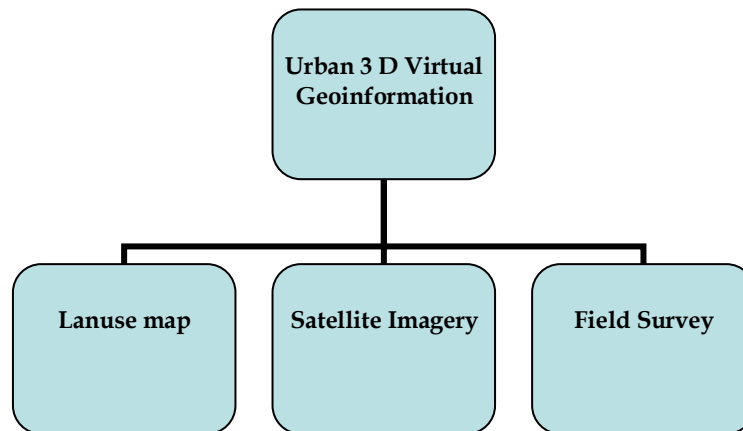 Urban 3 D Virtual
Geoinformation
Lanuse map
Satellite Imagery
Field Survey